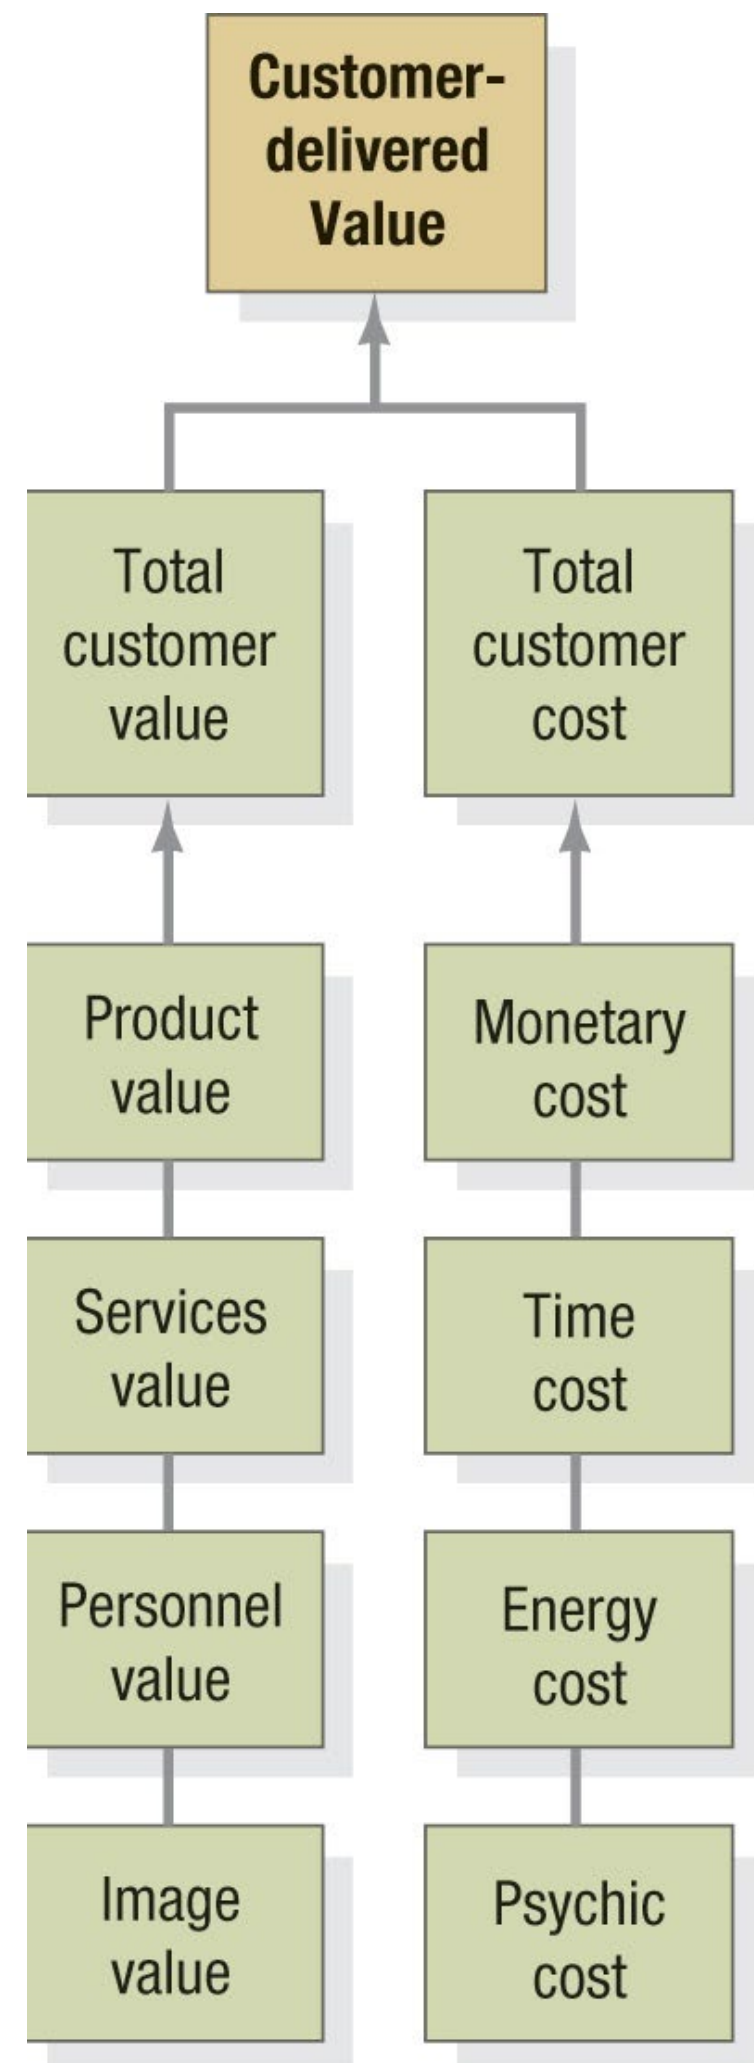 Customer-
delivered
Value
Total
customer
value
Total
customer
cost
Product
value
Monetary
cost
Services
value
Time
cost
Personnel
value
Energy
cost
Image
value
Psychic
cost